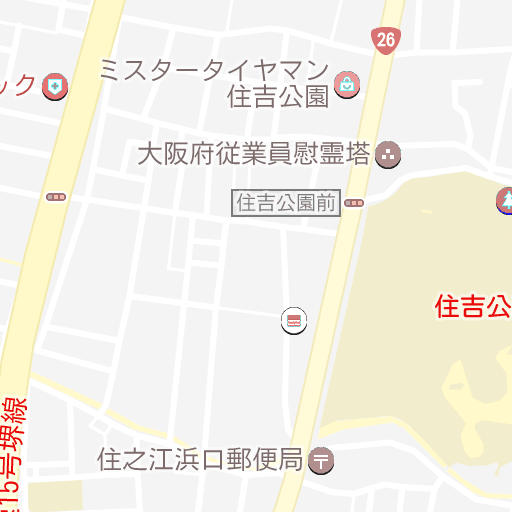 26
ミスタータイヤマン
住吉公園
ック
大阪府従業員慰霊塔
住吉公園前
住吉公
15号堺線
住之江浜口郵便局